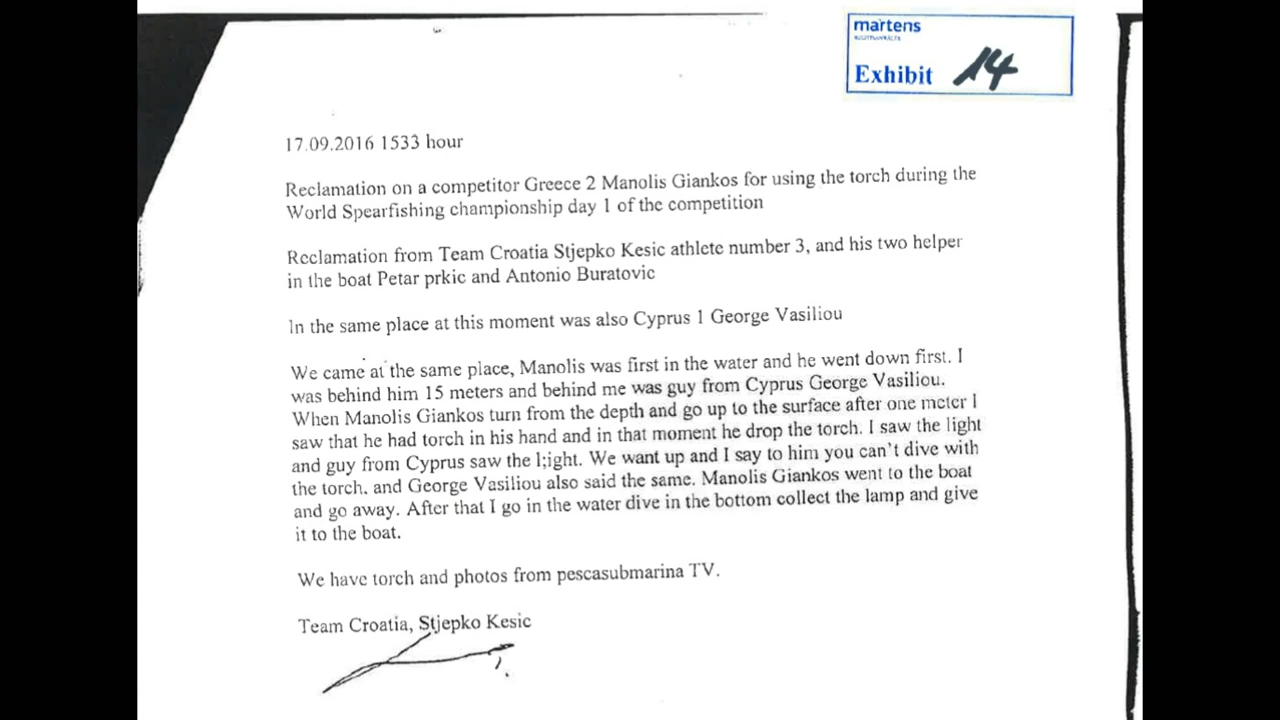 martens
RECHTSANWÄLTE
Exhibit 14
17.09.2016 1533 hour
Reclamation on a competitor Greece 2 Manolis Giankos for using the torch during the
World Spearfishing championship day 1 of the competition
Reclamation from Team Croatia Stjepko Kesic athlete number 3, and his two helper
in the boat Petar prkic and Antonio Buratovic
In the same place at this moment was also Cyprus 1 George Vasiliou
We came at the same place, Manolis was first in the water and he went down first. I
was behind him 15 meters and behind me was guy from Cyprus George Vasiliou.
When Manolis Giankos turn from the depth and go up to the surface after one meter I
saw that he had torch in his hand and in that moment he drop the torch. I saw the light
and guy from Cyprus saw the l;ight. We want up and I say to him you can't dive with
the torch, and George Vasiliou also said the same. Manolis Giankos went to the boat
and go away. After that I go in the water dive in the bottom collect the lamp and give
it to the boat.
We have torch and photos from pescasubmarina TV.
Team Croatia, Stjepko Kesic